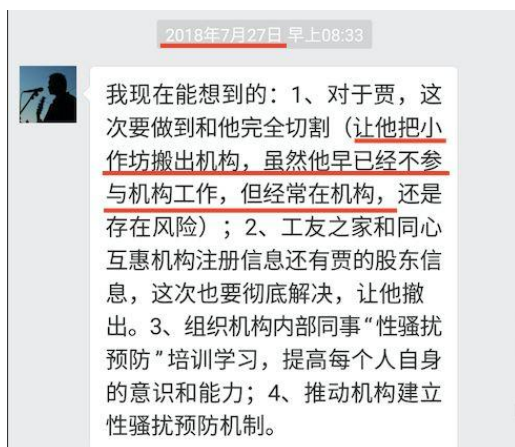 2018年7月27日 早上08:33
我现在能想到的：1、对于贾，这
次要做到和他完全切割（让他把小
作坊搬出机构，虽然他早已经不参
与机构工作，但经常在机构，还是
存在风险）；2、工友之家和同心
互惠机构注册信息还有贾的股东信
息，这次也要彻底解决，让他撤
出。3、组织机构内部同事“性骚扰
预防”培训学习，提高每个人自身
的意识和能力；4、推动机构建立
性骚扰预防机制。